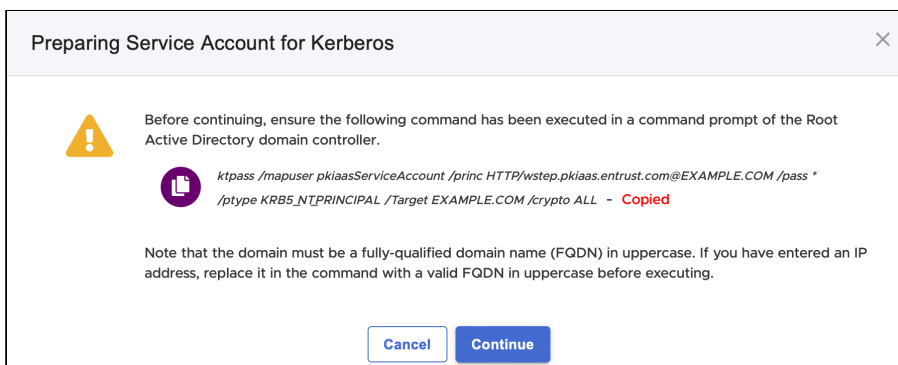 Preparing Service Account for Kerberos
Before continuing, ensure the following command has been executed in a command prompt of the Root
Active Directory domain controller.
ktpass /mapuser pkiaasServiceAccount /princ HTTP/wstep.pkiaas.entrust.com@EXAMPLE.COM /pass *
/ptype KRB5_NT_PRINCIPAL /Target EXAMPLE.COM /crypto ALL - Copied
Note that the domain must be a fully-qualified domain name (FQDN) in uppercase. If you have entered an IP
address, replace it in the command with a valid FQDN in uppercase before executing.
Cancel Continue